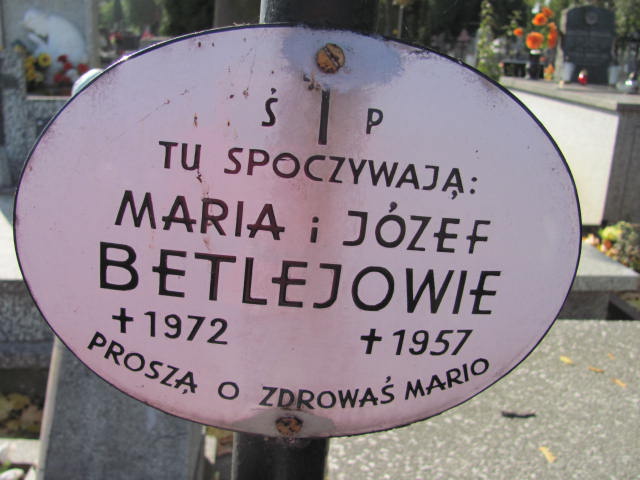 Ś † P
TU SPOCZYWAJĄ:
MARIA i JÓZEF
BETLEJOWIE
✝1972 ✝1957
PROSZĄ O ZDROWAŚ MARIO